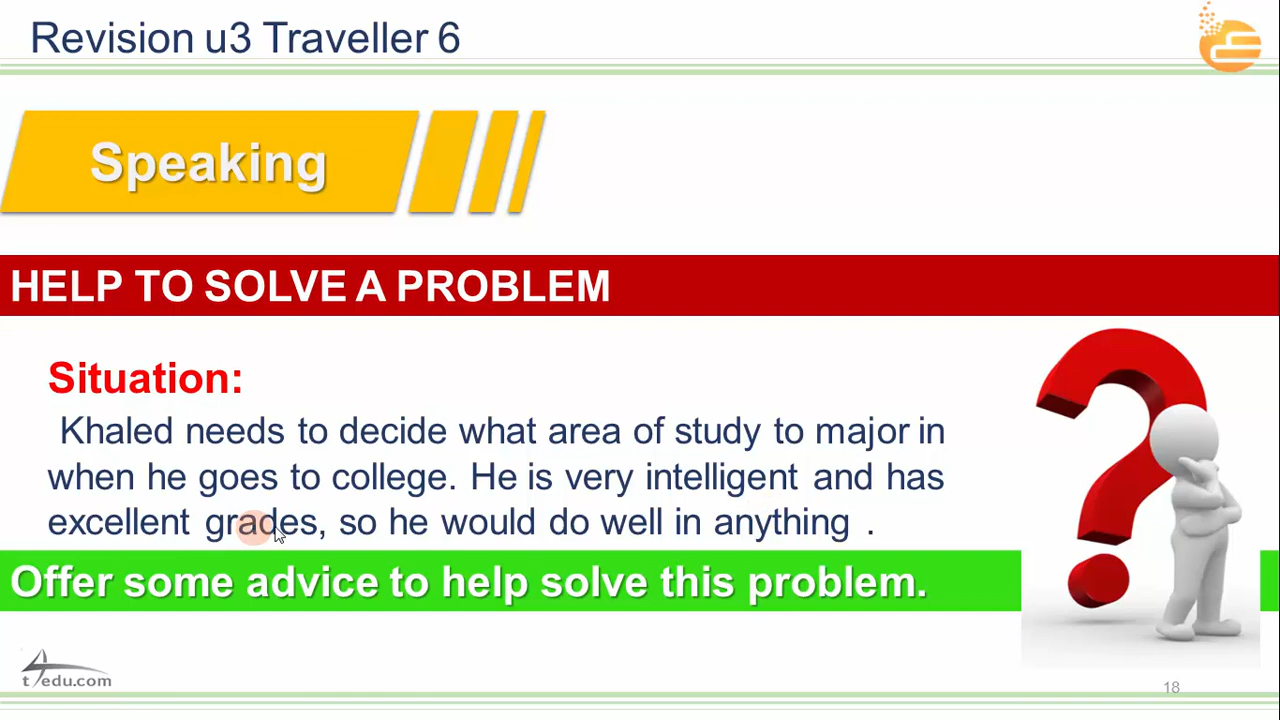 Revision u3 Traveller 6
Speaking
HELP TO SOLVE A PROBLEM
Situation:
Khaled needs to decide what area of study to major in
when he goes to college. He is very intelligent and has
excellent grades, so he would do well in anything .
Offer some advice to help solve this problem.
t4edu.com
18